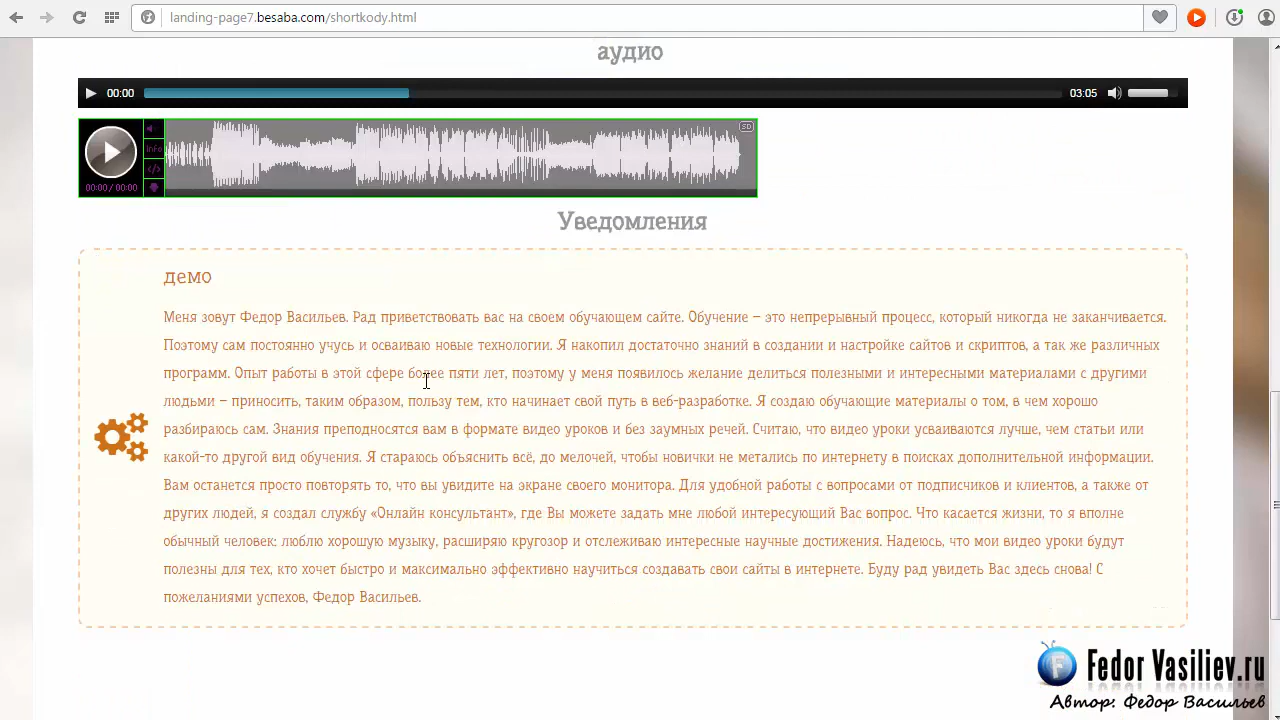 landing-page7.besaba.com/shortkody.html
аудио
00:00
03:05
SD
info
</>
00:00/00:00
Уведомления
демо
Меня зовут Федор Васильев. Рад приветствовать вас на своем обучающем сайте. Обучение – это непрерывный процесс, который никогда не заканчивается.
Поэтому сам постоянно учусь и осваиваю новые технологии. Я накопил достаточно знаний в создании и настройке сайтов и скриптов, а так же различных
программ. Опыт работы в этой сфере более пяти лет, поэтому у меня появилось желание делиться полезными и интересными материалами с другими
людьми – приносить, таким образом, пользу тем, кто начинает свой путь в веб-разработке. Я создаю обучающие материалы о том, в чем хорошо
разбираюсь сам. Знания преподносятся вам в формате видео уроков и без заумных речей. Считаю, что видео уроки усваиваются лучше, чем статьи или
какой-то другой вид обучения. Я стараюсь объяснить всё, до мелочей, чтобы новички не метались по интернету в поисках дополнительной информации.
Вам останется просто повторять то, что вы увидите на экране своего монитора. Для удобной работы с вопросами от подписчиков и клиентов, а также от
других людей, я создал службу «Онлайн консультант», где Вы можете задать мне любой интересующий Вас вопрос. Что касается жизни, то я вполне
обычный человек: люблю хорошую музыку, расширяю кругозор и отслеживаю интересные научные достижения. Надеюсь, что мои видео уроки будут
полезны для тех, кто хочет быстро и максимально эффективно научиться создавать свои сайты в интернете. Буду рад увидеть Вас здесь снова! С
пожеланиями успехов, Федор Васильев.
F Fedor Vasiliev.ru
Автор: Федор Васильев